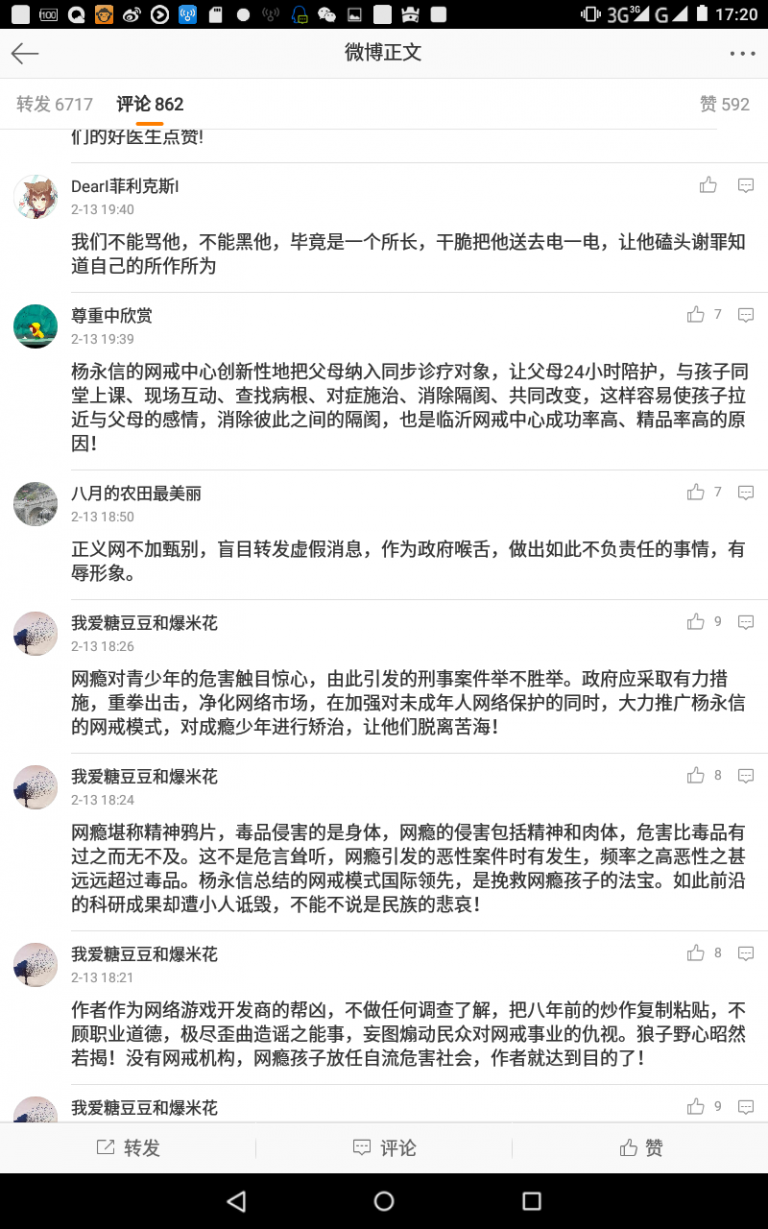 100
3G
3G
G
17:20
微博正文
转发 6717
评论 862
赞 592
们的好医生点赞!
Dearl菲利克斯l
2-13 19:40
我们不能骂他，不能黑他，毕竟是一个所长，干脆把他送去电一电，让他磕头谢罪知
道自己的所作所为
尊重中欣赏
7
2-13 19:39
杨永信的网戒中心创新性地把父母纳入同步诊疗对象，让父母24小时陪护，与孩子同
堂上课、现场互动、查找病根、对症施治、消除隔阂、共同改变，这样容易使孩子拉
近与父母的感情，消除彼此之间的隔阂，也是临沂网戒中心成功率高、精品率高的原
因！
八月的农田最美丽
7
2-13 18:50
正义网不加甄别，盲目转发虚假消息，作为政府喉舌，做出如此不负责任的事情，有
辱形象。
我爱糖豆豆和爆米花
9
2-13 18:26
网瘾对青少年的危害触目惊心，由此引发的刑事案件举不胜举。政府应采取有力措
施，重拳出击，净化网络市场，在加强对未成年人网络保护的同时，大力推广杨永信
的网戒模式，对成瘾少年进行矫治，让他们脱离苦海！
我爱糖豆豆和爆米花
8
2-13 18:24
网瘾堪称精神鸦片，毒品侵害的是身体，网瘾的侵害包括精神和肉体，危害比毒品有
过之而无不及。这不是危言耸听，网瘾引发的恶性案件时有发生，频率之高恶性之甚
远远超过毒品。杨永信总结的网戒模式国际领先，是挽救网瘾孩子的法宝。如此前沿
的科研成果却遭小人诋毁，不能不说是民族的悲哀！
我爱糖豆豆和爆米花
8
2-13 18:21
作者作为网络游戏开发商的帮凶，不做任何调查了解，把八年前的炒作复制粘贴，不
顾职业道德，极尽歪曲造谣之能事，妄图煽动民众对网戒事业的仇视。狼子野心昭然
若揭！没有网戒机构，网瘾孩子放任自流危害社会，作者就达到目的了！
我爱糖豆豆和爆米花
9
转发
评论
赞